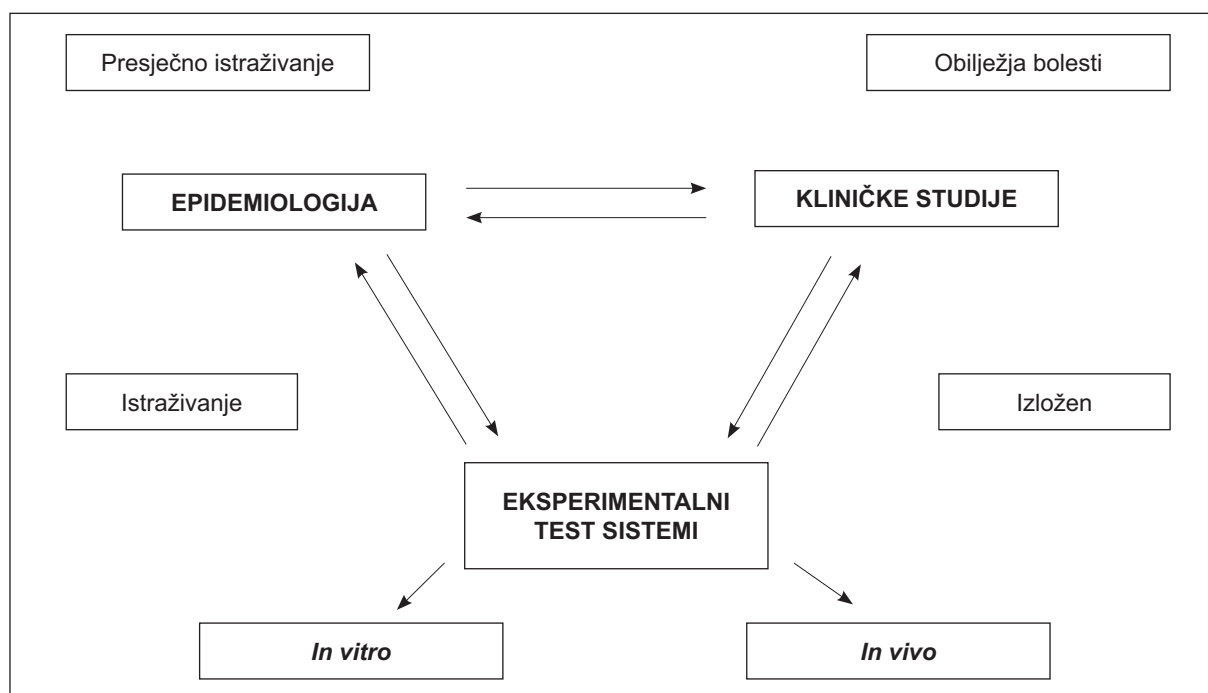 Presječno istraživanje
Obilježja bolesti
EPIDEMIOLOGIJA
KLINIČKE STUDIJE
Istraživanje
Izložen
EKSPERIMENTALNI
TEST SISTEMI
In vitro
In vivo